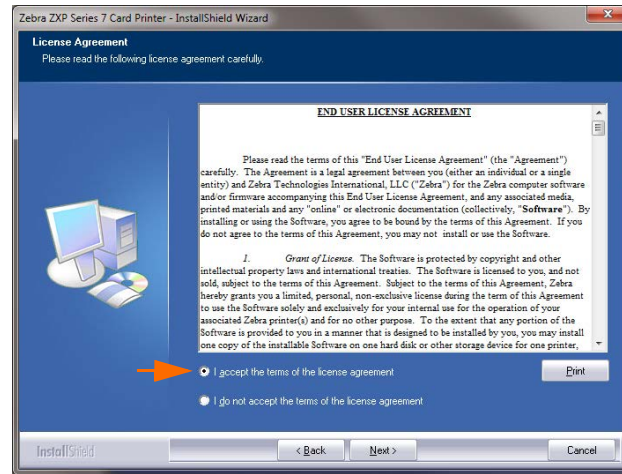 Zebra ZXP Series 7 Card Printer - InstallShield Wizard
License Agreement
Please read the following license agreement carefully.
END USER LICENSE AGREEMENT
Please read the terms of this "End User License Agreement" (the "Agreement")
carefully. The Agreement is a legal agreement between you (either an individual or a single
entity) and Zebra Technologies International, LLC ("Zebra") for the Zebra computer software
and/or firmware accompanying this End User License Agreement, and any associated media,
printed materials and any "online" or electronic documentation (collectively, "Software"). By
installing or using the Software, you agree to be bound by the terms of this Agreement. If you
do not agree to the terms of this Agreement, you may not install or use the Software.
1. Grant of License. The Software is protected by copyright and other
intellectual property laws and international treaties. The Software is licensed to you, and not
sold, subject to the terms of this Agreement. Subject to the terms of this Agreement, Zebra
hereby grants you a limited, personal, non-exclusive license during the term of this Agreement
to use the Software solely and exclusively for your internal use for the operation of your
associated Zebra printer(s) and for no other purpose. To the extent that any portion of the
Software is provided to you in a manner that is designed to be installed by you, you may install
one copy of the installable Software on one hard disk or other storage device for one printer,
I accept the terms of the license agreement
Print
I do not accept the terms of the license agreement
InstallShield
< Back
Next >
Cancel